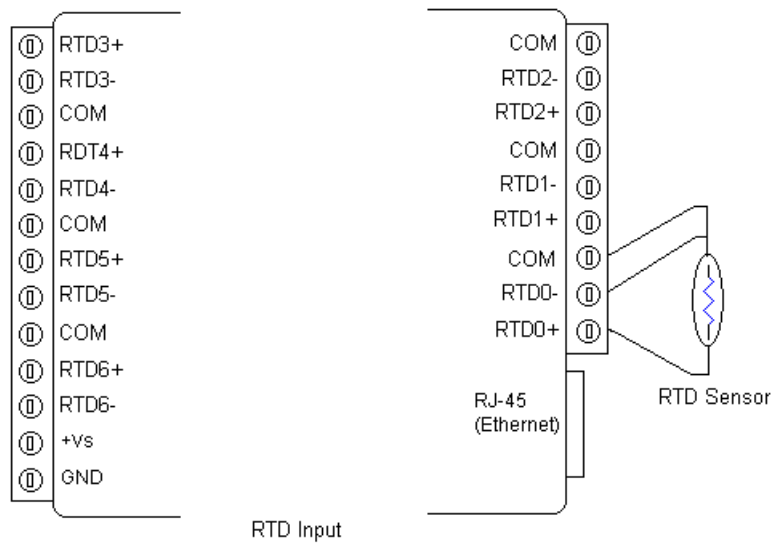 RTD3+
RTD3-
COM
RDT4+
RTD4-
COM
RTD5+
RTD5-
COM
RTD6+
RTD6-
+Vs
GND
COM
RTD2-
RTD2+
COM
RTD1-
RTD1+
COM
RTD0-
RTD0+
RJ-45
(Ethernet)
RTD Sensor
RTD Input